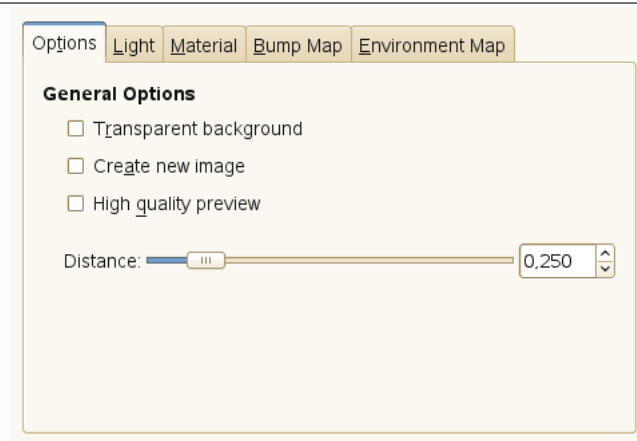 Options Light Material Bump Map Environment Map
General Options
Transparent background
Create new image
High quality preview
Distance: 0,250